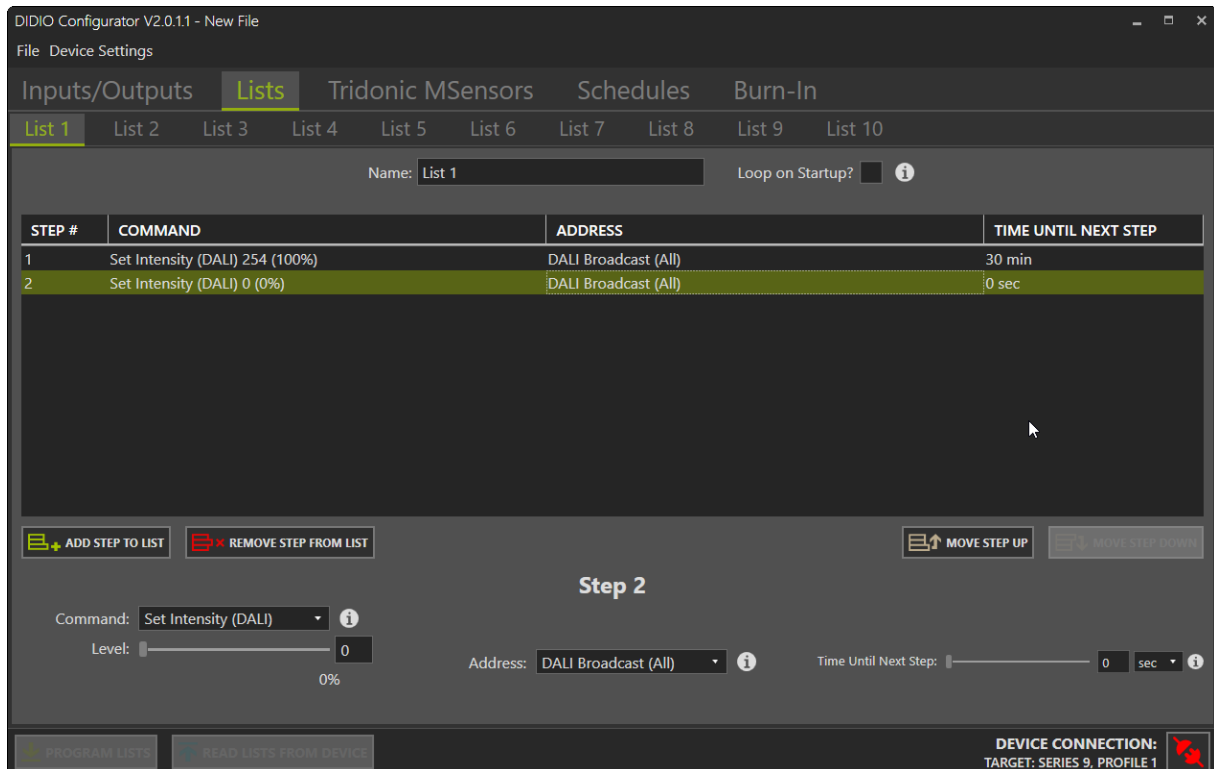 DIDIO Configurator V2.0.1.1 - New File
File Device Settings
Inputs/Outputs Lists Tridonic MSensors Schedules Burn-In
List 1 List 2 List 3 List 4 List 5 List 6 List 7 List 8 List 9 List 10
Name: List 1 Loop on Startup?
STEP # COMMAND ADDRESS TIME UNTIL NEXT STEP
1 Set Intensity (DALI) 254 (100%) DALI Broadcast (All) 30 min
2 Set Intensity (DALI) 0 (0%) DALI Broadcast (All) 0 sec
ADD STEP TO LIST REMOVE STEP FROM LIST MOVE STEP UP MOVE STEP DOWN
Step 2
Command: Set Intensity (DALI)
Level: 0
Address: DALI Broadcast (All) Time Until Next Step: 0 sec
0%
PROGRAM LISTS READ LISTS FROM DEVICE DEVICE CONNECTION:
TARGET: SERIES 9, PROFILE 1